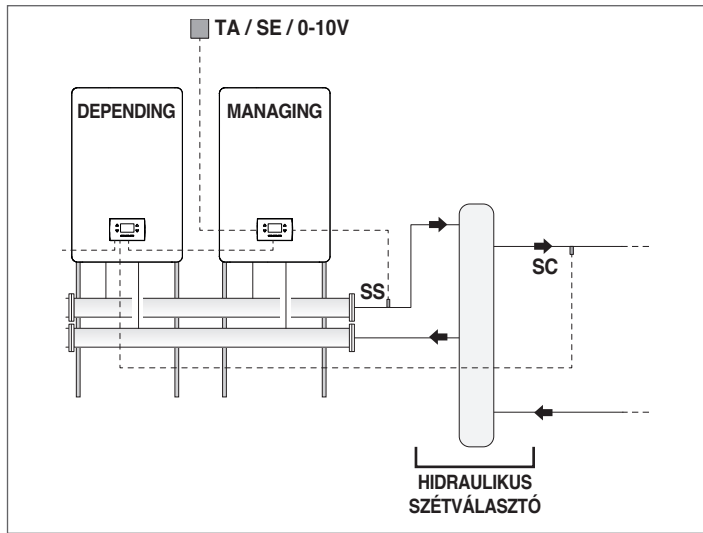 TA / SE / 0-10V
DEPENDING
MANAGING
SS
SC
HIDRAULIKUS
SZÉTVÁLASZTÓ